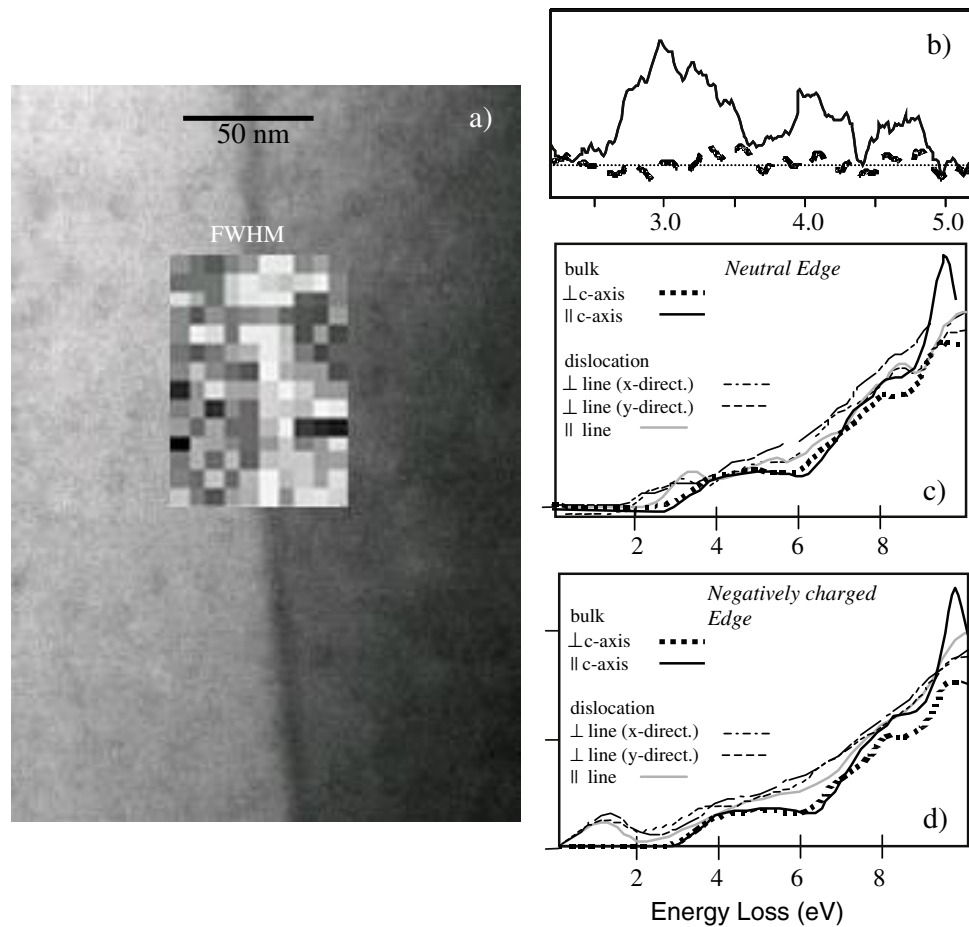 a)
50 nm
FWHM
b)
3.0 4.0 5.0
bulk
⊥c-axis
|| c-axis
Neutral Edge
dislocation
⊥ line (x-direct.)
⊥ line (y-direct.)
|| line
c)
2 4 6 8
bulk
⊥c-axis
|| c-axis
Negatively charged
Edge
dislocation
⊥ line (x-direct.)
⊥ line (y-direct.)
|| line
d)
2 4 6 8
Energy Loss (eV)